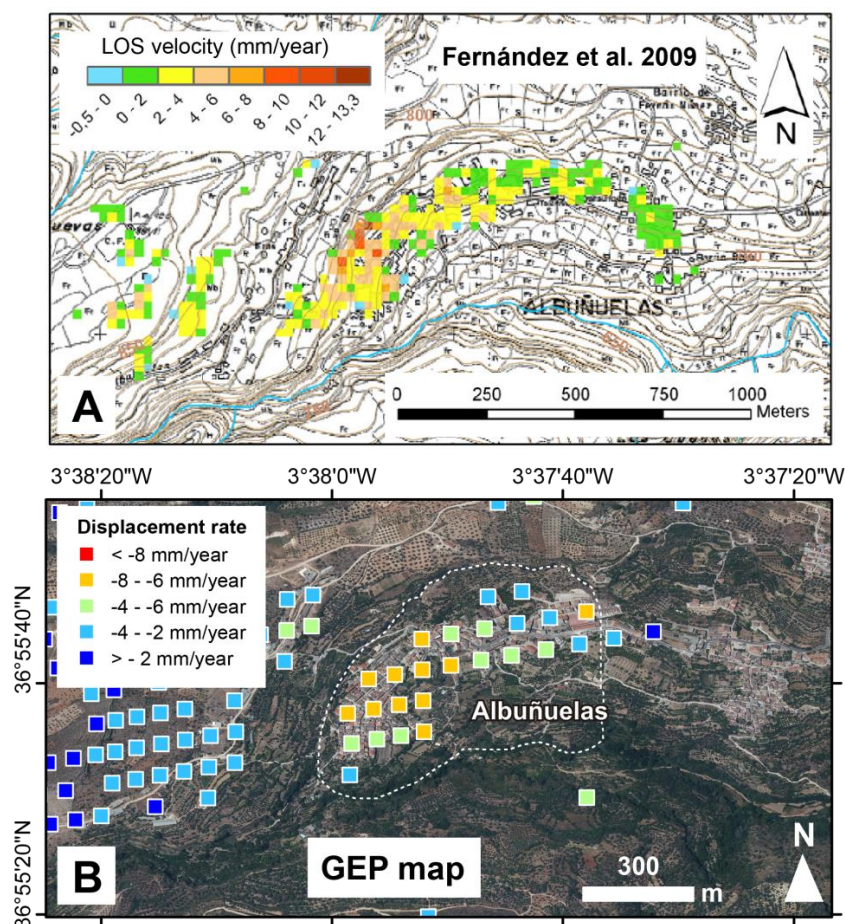 LOS velocity (mm/year)
-0,5 - 0
0 - 2
2 - 4
4 - 6
6 - 8
8 - 10
10 - 12
12 - 13,3
Fernández et al. 2009
N
800
Barrio de
uevas
C.F.
ALBUÑUELAS
A
0 250 500 750 1000
Meters
3°38'20"W 3°38'0"W 3°37'40"W 3°37'20"W
Displacement rate
< -8 mm/year
-8 - -6 mm/year
-4 - -6 mm/year
-4 - -2 mm/year
> - 2 mm/year
36°55'40"N
Albuñuelas
36°55'20"N
B
GEP map
300
m
N